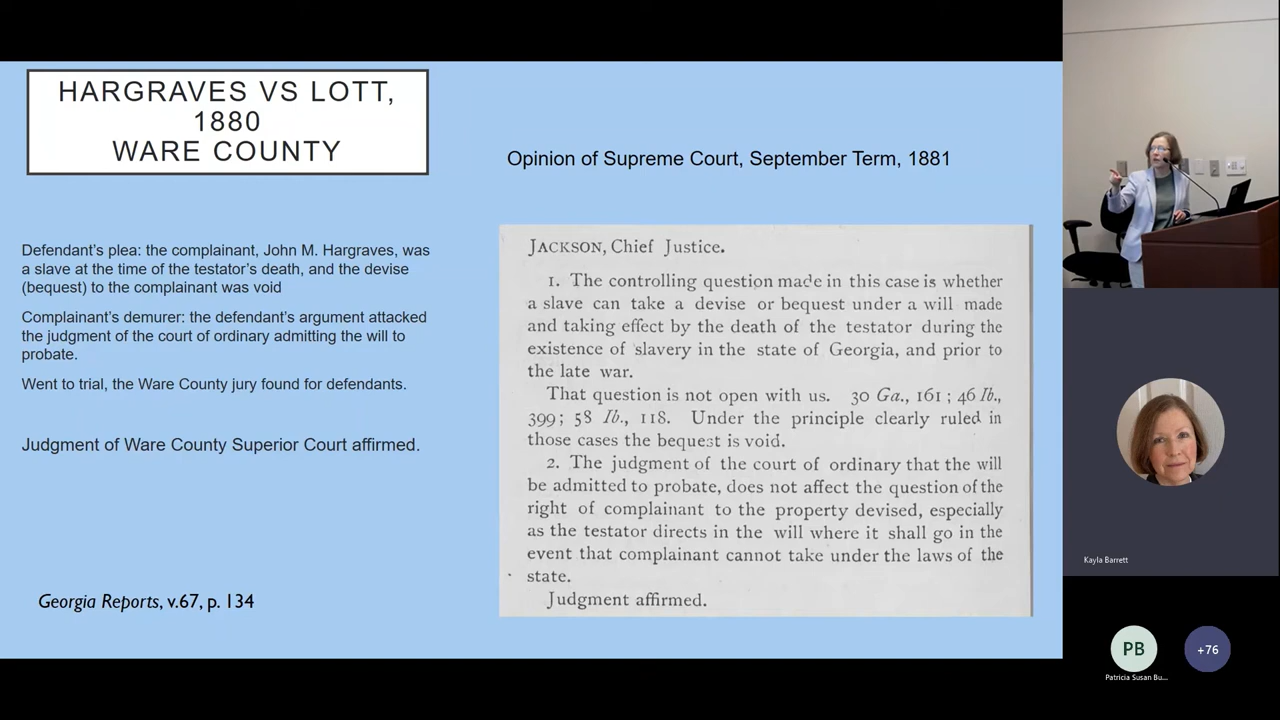 HARGRAVES VS LOTT,
1880
WARE COUNTY
Opinion of Supreme Court, September Term, 1881
Defendant's plea: the complainant, John M. Hargraves, was
a slave at the time of the testator's death, and the devise
(bequest) to the complainant was void
Complainant's demurer: the defendant's argument attacked
the judgment of the court of ordinary admitting the will to
probate.
Went to trial, the Ware County jury found for defendants.
Judgment of Ware County Superior Court affirmed.
Georgia Reports, v.67, p. 134
JACKSON, Chief Justice.
1. The controlling question made in this case is whether
a slave can take a devise or bequest under a will made
and taking effect by the death of the testator during the
existence of slavery in the state of Georgia, and prior to
the late war.
That question is not open with us. 30 Ga., 161; 46 Ib.,
399; 58 Ib., 118. Under the principle clearly ruled in
those cases the bequest is void.
2. The judgment of the court of ordinary that the will
be admitted to probate, does not affect the question of the
right of complainant to the property devised, especially
as the testator directs in the will where it shall go in the
event that complainant cannot take under the laws of the
state.
Judgment affirmed.
Kayla Barrett
PB
+76
Patricia Susan Bu...